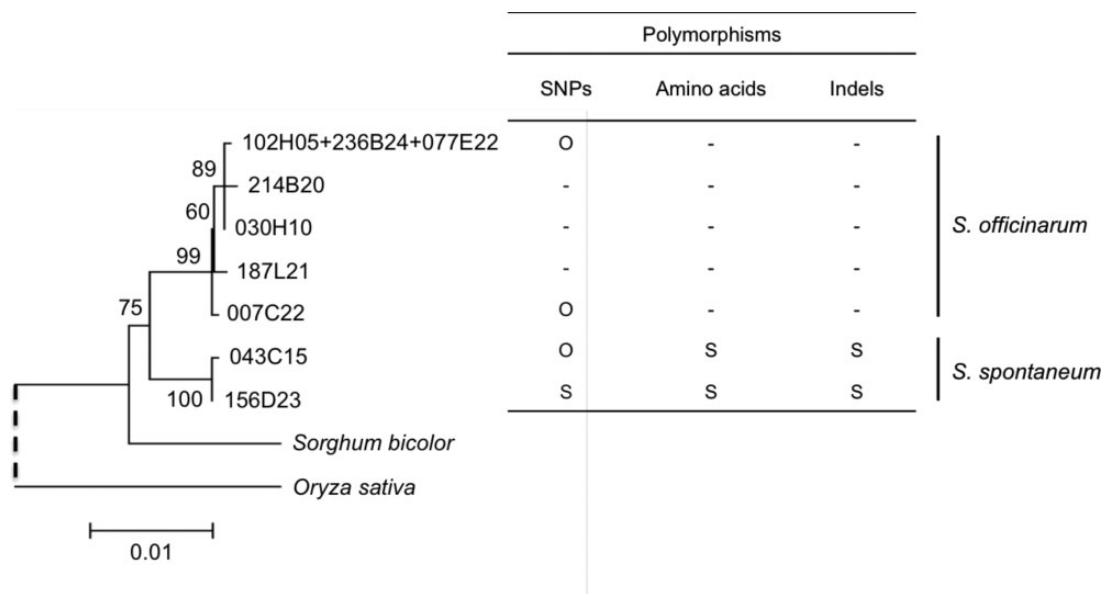 Polymorphisms
SNPs Amino acids Indels
102H05+236B24+077E22 O - -
89
214B20 - - -
60
030H10 - - -
S. officinarum
99
187L21 - - -
75
007C22 O - -
043C15 O S S
S. spontaneum
100 156D23 S S S
Sorghum bicolor
Oryza sativa
0.01